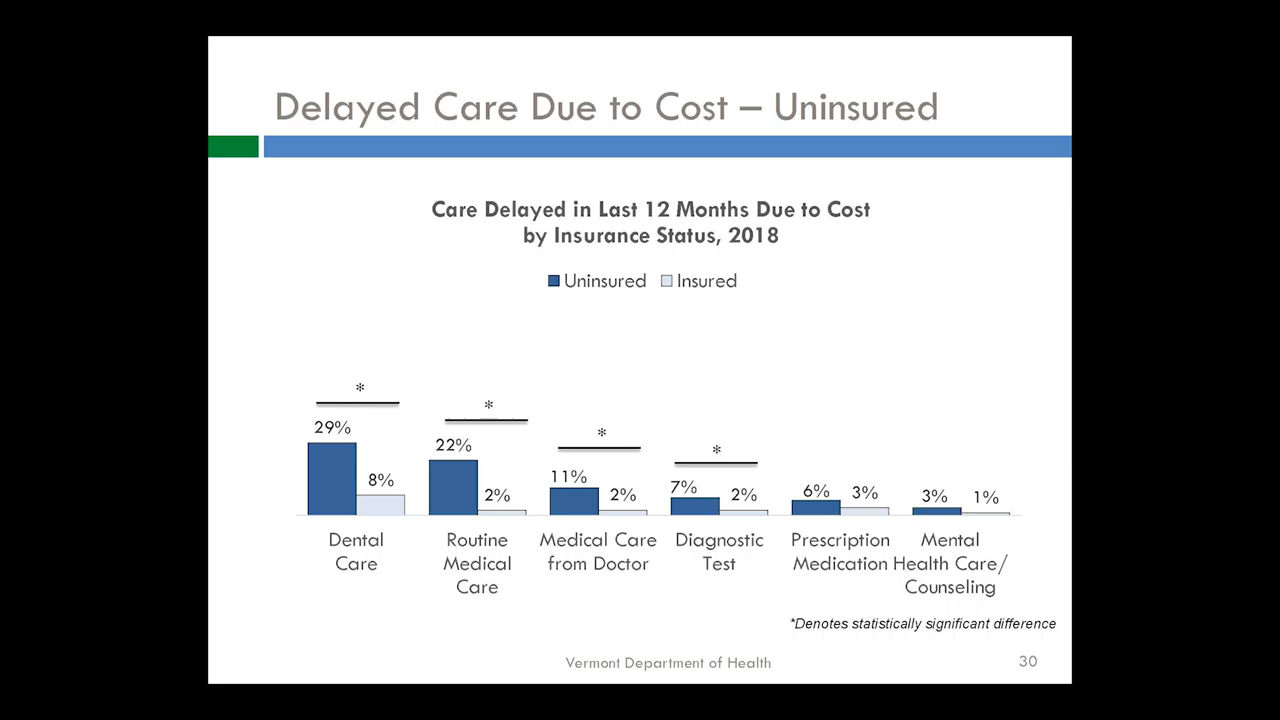 Delayed Care Due to Cost – Uninsured
Care Delayed in Last 12 Months Due to Cost
by Insurance Status, 2018
Uninsured Insured
* * * *
29% 8% 22% 2% 11% 2% 7% 2% 6% 3% 3% 1%
Dental Care
Routine Medical Care
Medical Care from Doctor
Diagnostic Test
Prescription Medication
Mental Health Care/ Counseling
*Denotes statistically significant difference
Vermont Department of Health 30